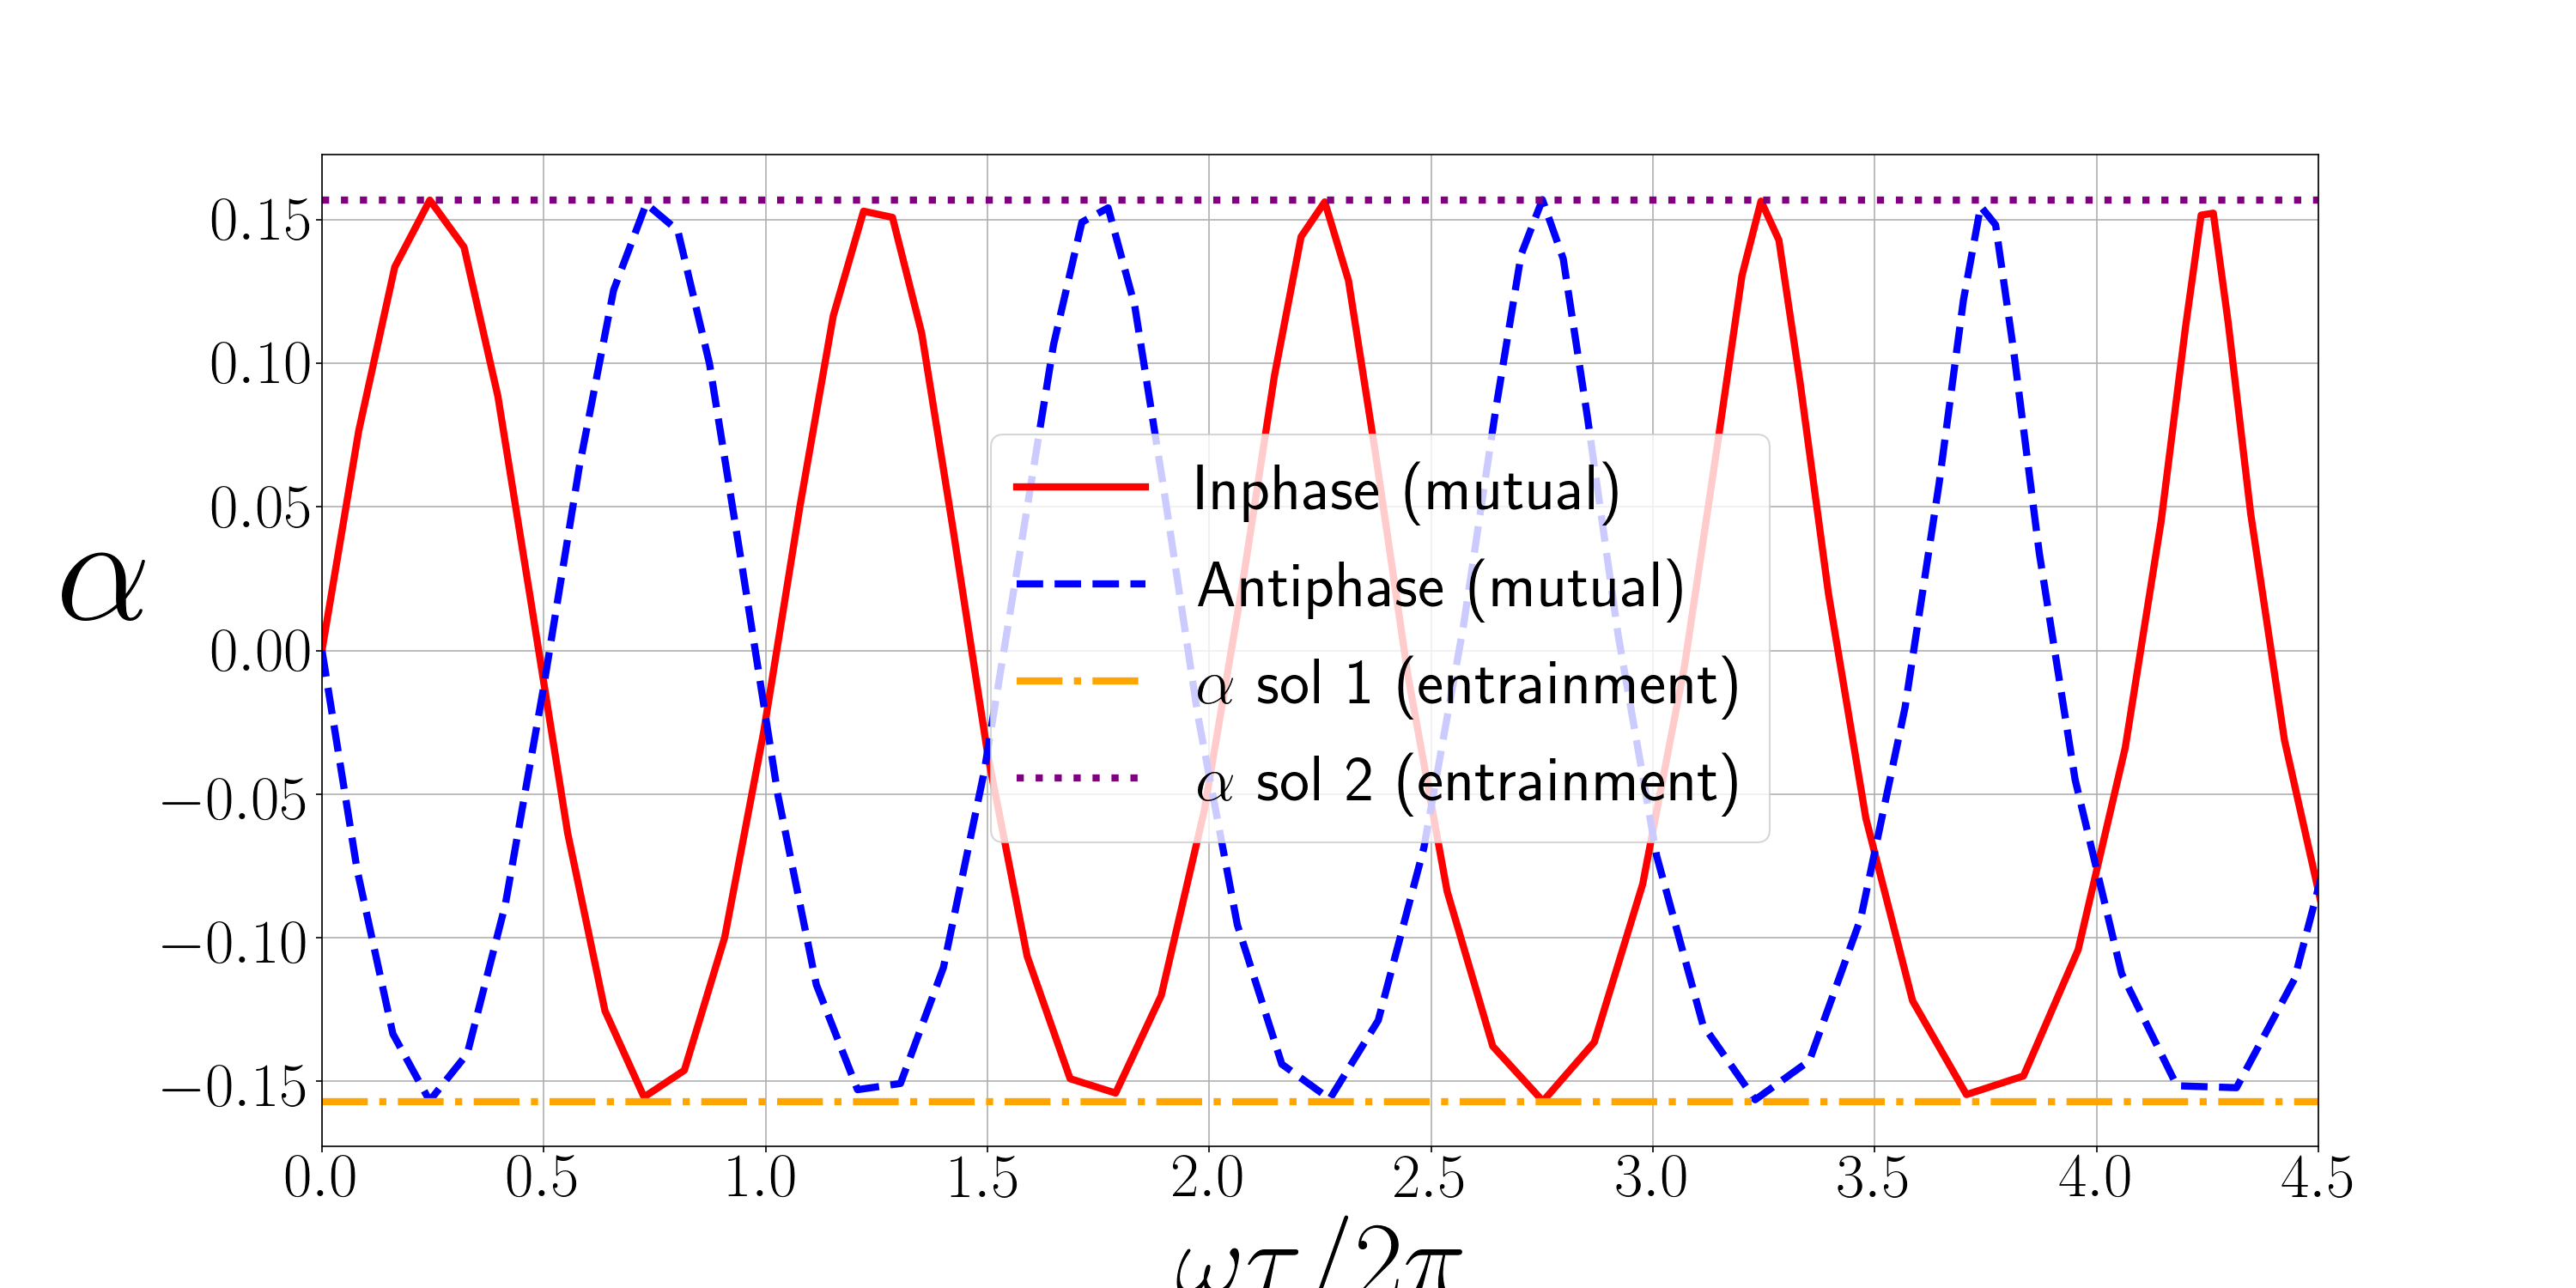 0.15
0.10
0.05
0.00
−0.05
−0.10
−0.15
α
Inphase (mutual)
Antiphase (mutual)
α sol 1 (entrainment)
α sol 2 (entrainment)
0.0 0.5 1.0 1.5 2.0 2.5 3.0 3.5 4.0 4.5
ωτ/2π